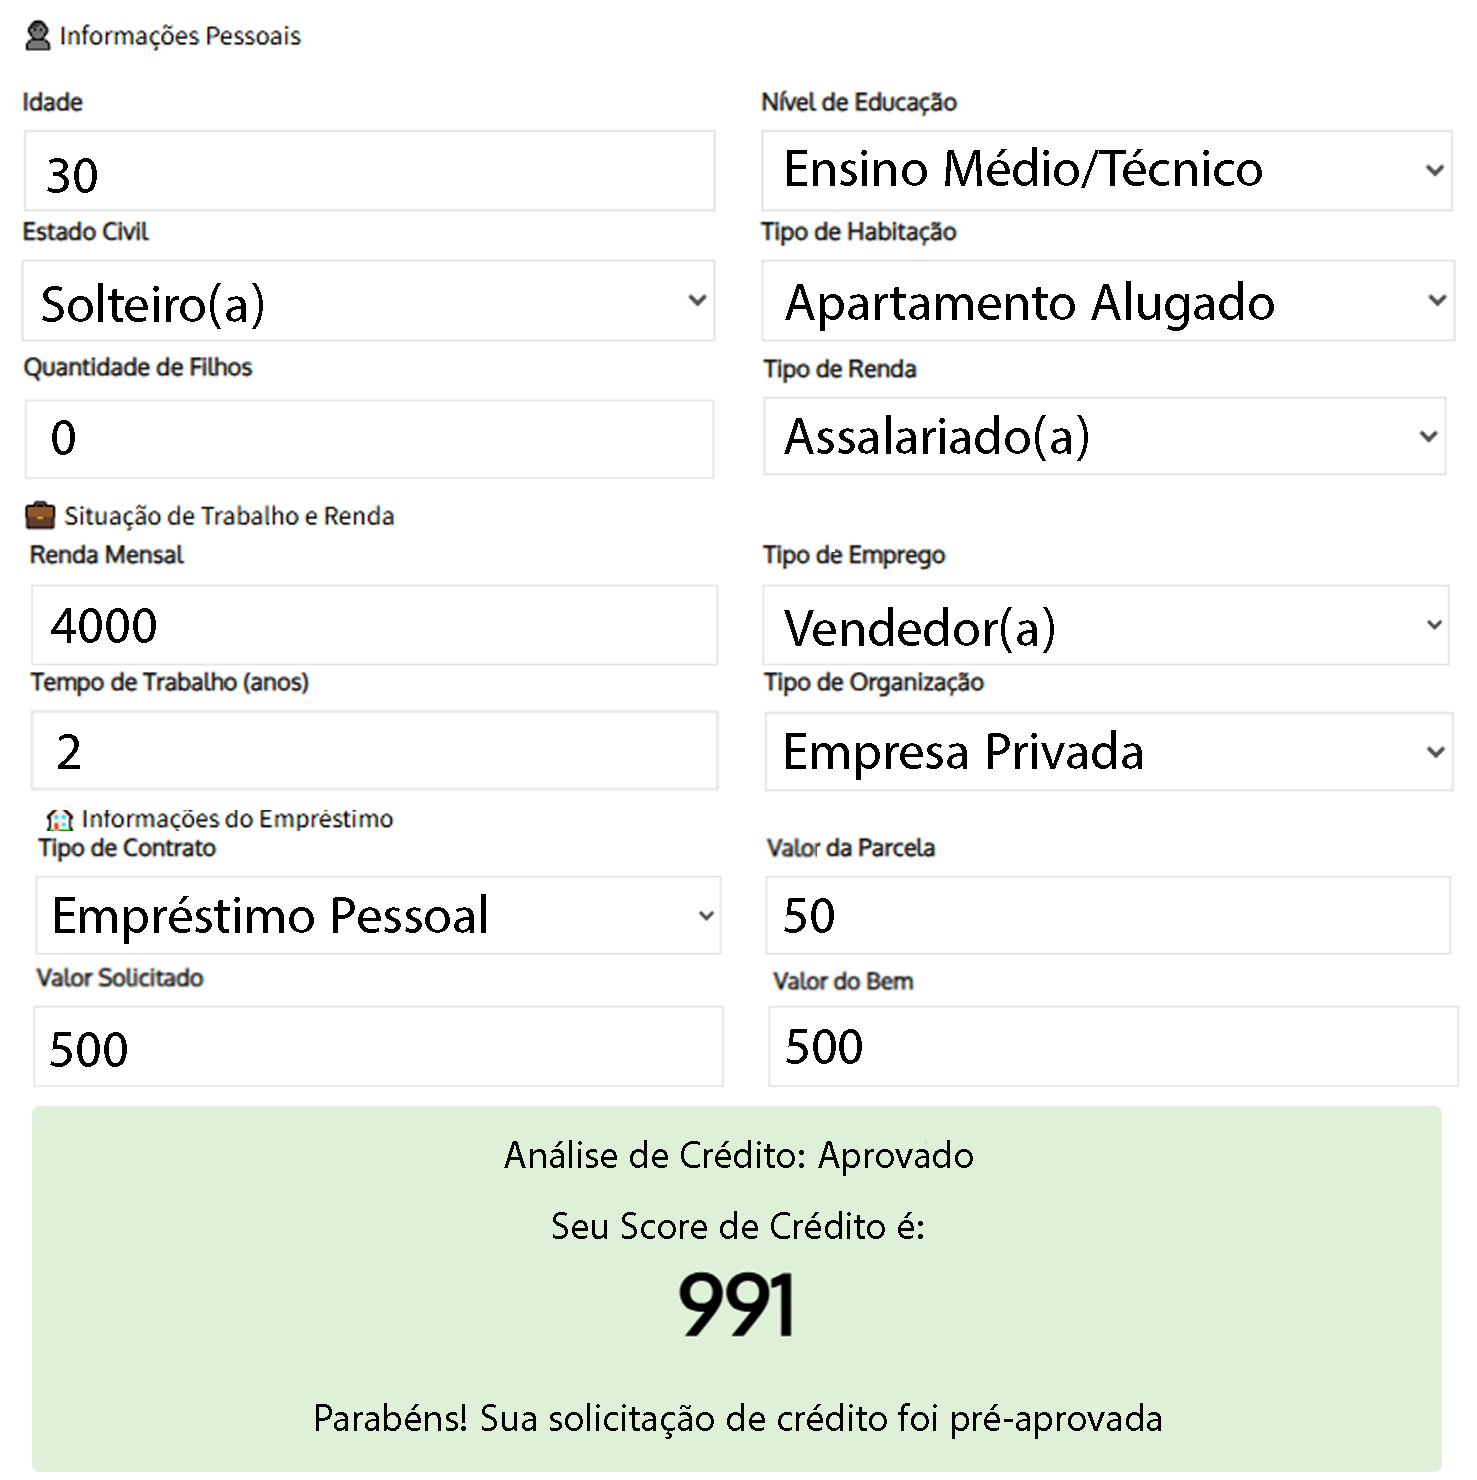 Informações Pessoais
Idade
Nível de Educação
30
Ensino Médio/Técnico
Estado Civil
Tipo de Habitação
Solteiro(a)
Apartamento Alugado
Quantidade de Filhos
Tipo de Renda
0
Assalariado(a)
Situação de Trabalho e Renda
Renda Mensal
Tipo de Emprego
4000
Vendedor(a)
Tempo de Trabalho (anos)
Tipo de Organização
2
Empresa Privada
Informações do Empréstimo
Tipo de Contrato
Valor da Parcela
Empréstimo Pessoal
50
Valor Solicitado
Valor do Bem
500
500
Análise de Crédito: Aprovado
Seu Score de Crédito é:
991
Parabéns! Sua solicitação de crédito foi pré-aprovada